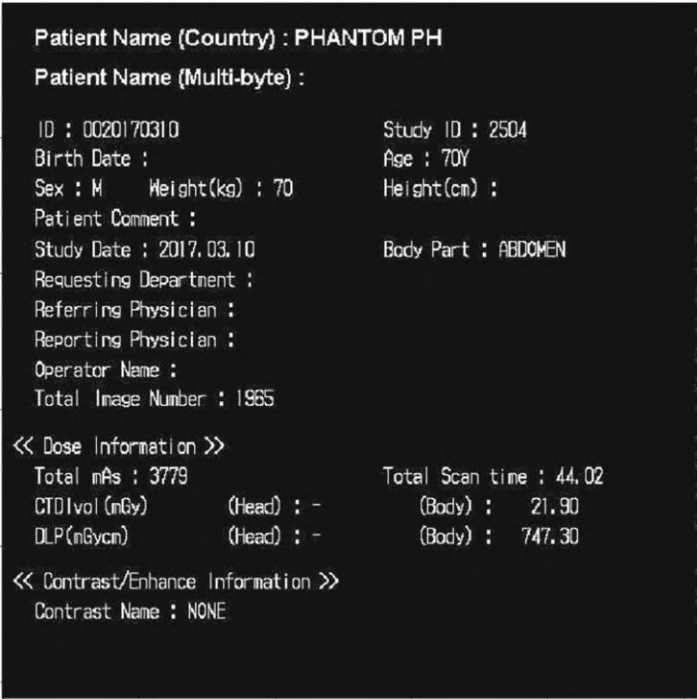 Patient Name (Country) : PHANTOM PH
Patient Name (Multi-byte) :
ID : 0020170310 Study ID : 2504
Birth Date : Age : 70Y
Sex : M Weight(kg) : 70 Height(cm) :
Patient Comment :
Study Date : 2017.03.10 Body Part : ABDOMEN
Requesting Department :
Referring Physician :
Reporting Physician :
Operator Name :
Total Image Number : 1965
<< Dose Information >>
Total mAs : 3779 Total Scan time : 44.02
CTDIvol(mGy) (Head) : - (Body) : 21.90
DLP(mGycm) (Head) : - (Body) : 747.30
<< Contrast/Enhance Information >>
Contrast Name : NONE